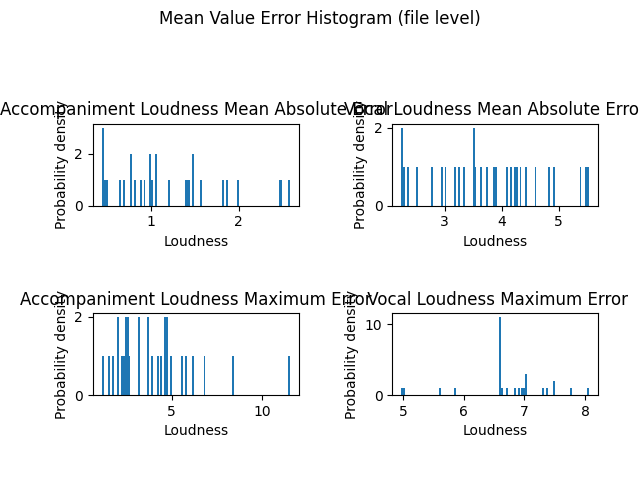 Mean Value Error Histogram (file level)
Accompaniment Loudness Mean Absolute Error
Vocal Loudness Mean Absolute Erro
Probability density
2
0
1
2
Loudness
Probability density
2
0
3
4
5
Loudness
Accompaniment Loudness Maximum Error
Vocal Loudness Maximum Error
Probability density
2
0
5
10
Loudness
Probability density
10
0
5
6
7
8
Loudness